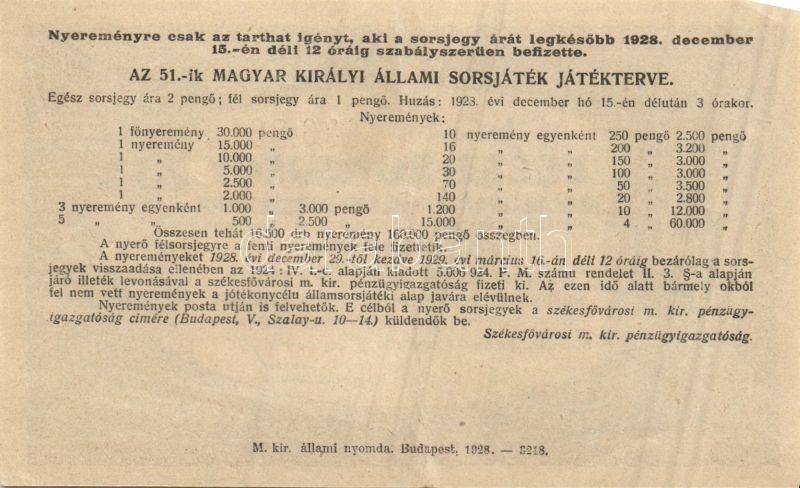 Nyereményre csak az tarthat igényt, aki a sorsjegy árát legkésőbb 1928. december
15.-én déli 12 óráig szabályszerüen befizette.
AZ 51.-ik MAGYAR KIRÁLYI ÁLLAMI SORSJÁTÉK JÁTÉKTERVE.
Egész sorsjegy ára 2 pengő; fél sorsjegy ára 1 pengő. Huzás: 1928. évi december hó 15.-én délután 3 órakor.
Nyeremények:
1 főnyeremény 30.000 pengő 10 nyeremény egyenként 250 pengő 2.500 pengő
1 nyeremény 15.000 „ 16 „ „ 200 „ 3.200 „
1 „ 10.000 „ 20 „ „ 150 „ 3.000 „
1 „ 5.000 „ 30 „ „ 100 „ 3.000 „
1 „ 2.500 „ 70 „ „ 50 „ 3.500 „
1 „ 2.000 „ 140 „ „ 20 „ 2.800 „
3 nyeremény egyenként 1.000 „ 3.000 pengő 1.200 „ „ 10 „ 12.000 „
5 „ „ 500 „ 2.500 „ 15.000 „ „ 4 „ 60.000 „
Összesen tehát 16.500 drb nyeremény 160.000 pengő összegben.
A nyerő félsorsjegyre a fenti nyeremények fele fizettetik.
A nyereményeket 1928. évi december 29.-től kezdve 1929. évi március 16.-án déli 12 óráig bezárólag a sors-
jegyek visszaadása ellenében az 1924: IV. t.-c. alapján kiadott 5.000/924. P. M. számu rendelet II. 3. §-a alapján
járó illeték levonásával a székesfővárosi m. kir. pénzügyigazgatóság fizeti ki. Az ezen idő alatt bármely okból
fel nem vett nyeremények a jótékonycélu államsorsjátéki alap javára elévülnek.
Nyeremények posta utján is felvehetők. E célból a nyerő sorsjegyek a székesfővárosi m. kir. pénzügy-
igazgatóság címére (Budapest, V., Szalay-u. 10—14.) küldendők be.
Székesfővárosi m. kir. pénzügyigazgatóság.
M. kir. állami nyomda. Budapest, 1928. — 8218.
darabanth